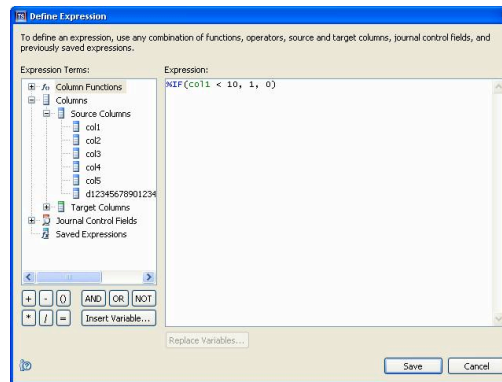 Define Expression
To define an expression, use any combination of functions, operators, source and target columns, journal control fields, and
previously saved expressions.
Expression Terms:
Expression:
fx Column Functions
Columns
Source Columns
col1
col2
col3
col4
col5
d12345678901234
Target Columns
Journal Control Fields
Saved Expressions
%IF(col1 < 10, 1, 0)
+ - () AND OR NOT
* / = Insert Variable...
Replace Variables...
Save Cancel